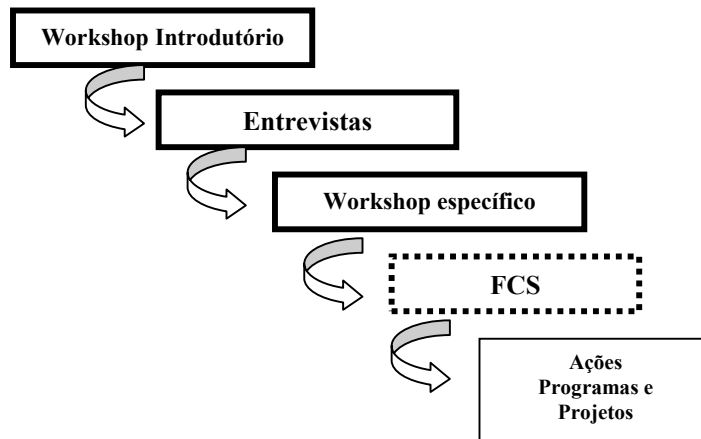 Workshop Introdutório
Entrevistas
Workshop específico
FCS
Ações
Programas e
Projetos